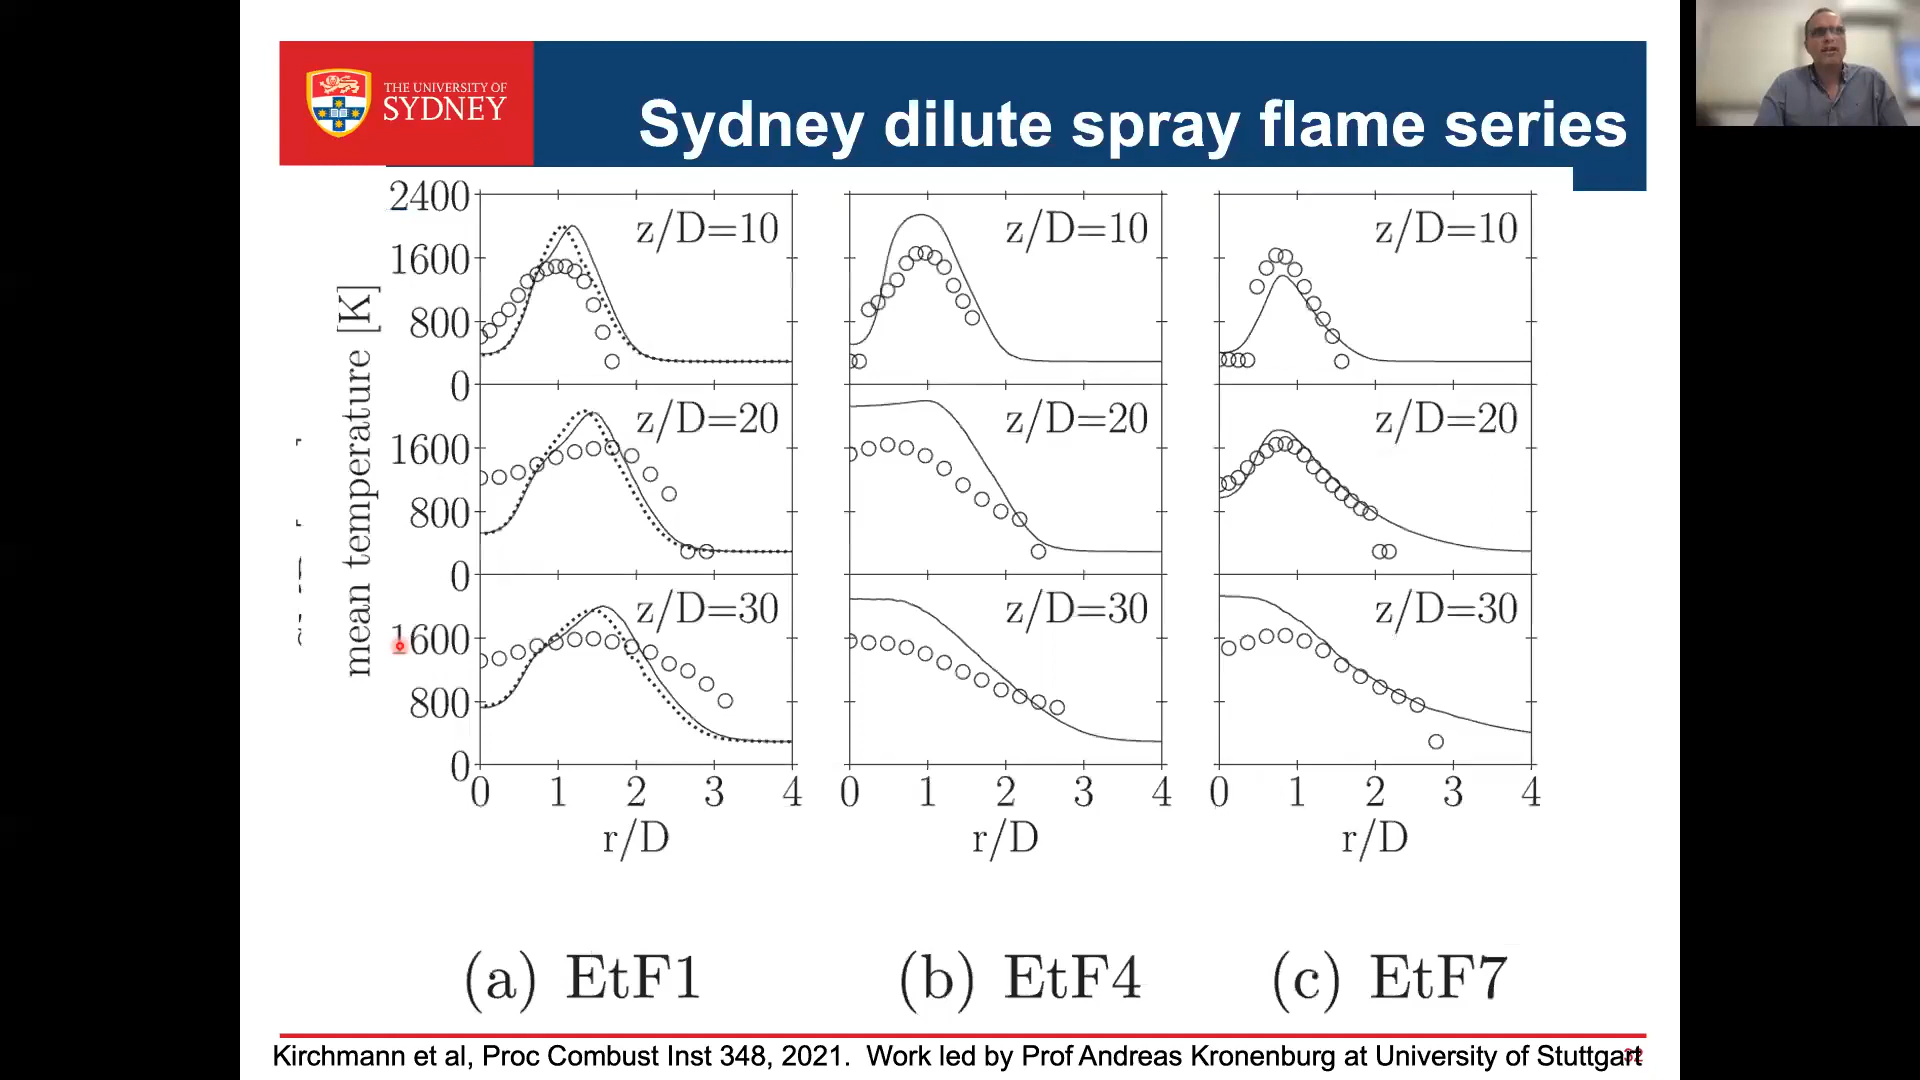 THE UNIVERSITY OF
SYDNEY
Sydney dilute spray flame series
mean temperature [K]
2400
1600
800
0
z/D=10
z/D=10
z/D=10
1600
800
0
z/D=20
z/D=20
z/D=20
1600
800
0
z/D=30
z/D=30
z/D=30
0 1 2 3 4
0 1 2 3 4
0 1 2 3 4
r/D
r/D
r/D
(a) EtF1
(b) EtF4
(c) EtF7
Kirchmann et al, Proc Combust Inst 348, 2021. Work led by Prof Andreas Kronenburg at University of Stuttgart
32